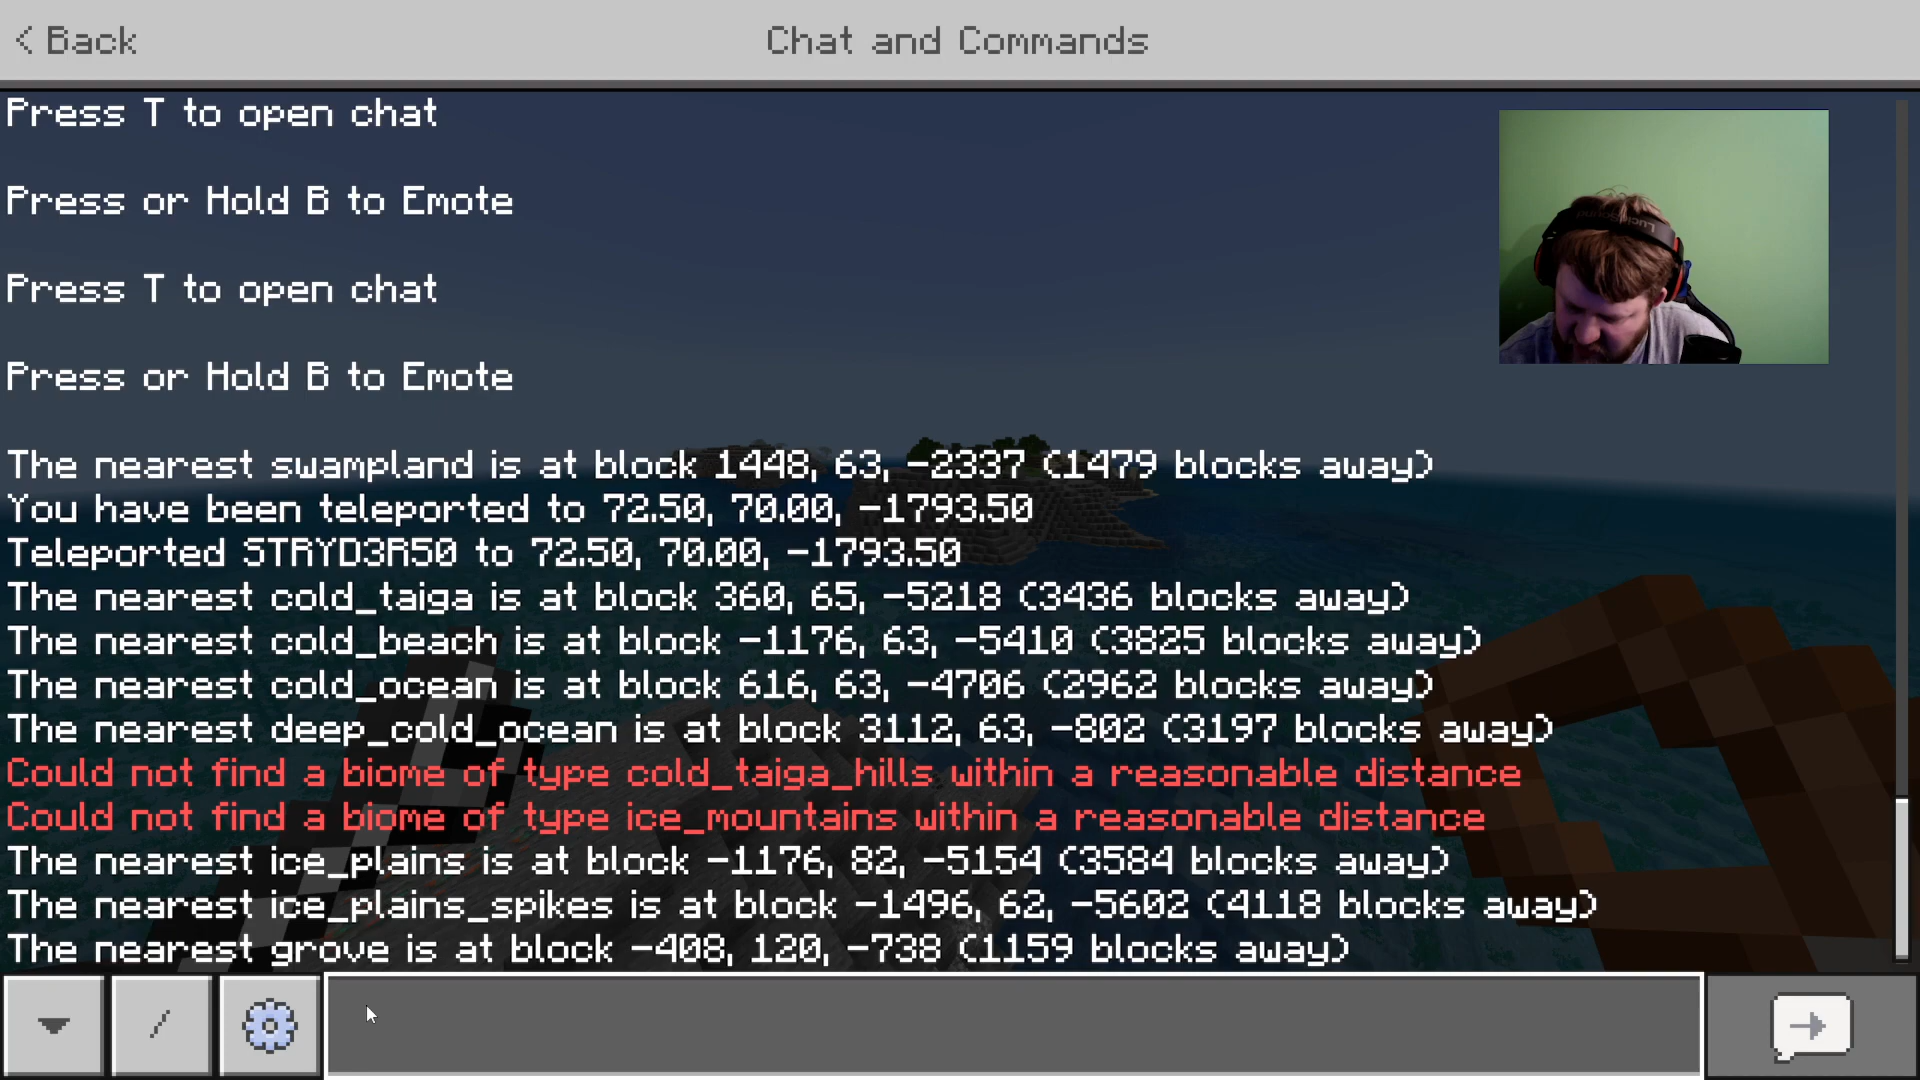 < Back
Chat and Commands
Press T to open chat
Press or Hold B to Emote
Press T to open chat
Press or Hold B to Emote
The nearest swampland is at block 1448, 63, -2337 (1479 blocks away)
You have been teleported to 72.50, 70.00, -1793.50
Teleported STRYD3R50 to 72.50, 70.00, -1793.50
The nearest cold_taiga is at block 360, 65, -5218 (3436 blocks away)
The nearest cold_beach is at block -1176, 63, -5410 (3825 blocks away)
The nearest cold_ocean is at block 616, 63, -4706 (2962 blocks away)
The nearest deep_cold_ocean is at block 3112, 63, -802 (3197 blocks away)
Could not find a biome of type cold_taiga_hills within a reasonable distance
Could not find a biome of type ice_mountains within a reasonable distance
The nearest ice_plains is at block -1176, 82, -5154 (3584 blocks away)
The nearest ice_plains_spikes is at block -1496, 62, -5602 (4118 blocks away)
The nearest grove is at block -408, 120, -738 (1159 blocks away)
/